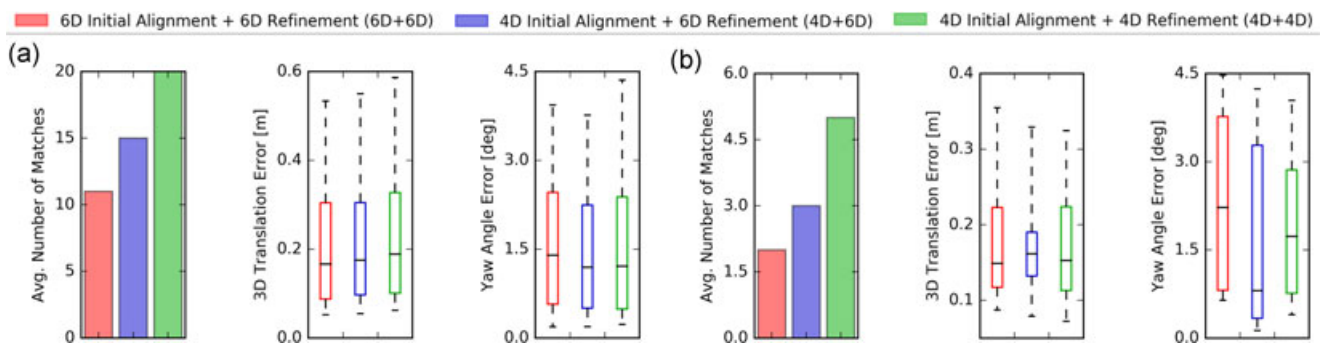 6D Initial Alignment + 6D Refinement (6D+6D)
4D Initial Alignment + 6D Refinement (4D+6D)
4D Initial Alignment + 4D Refinement (4D+4D)
(a)
Avg. Number of Matches
20
15
10
5
0
3D Translation Error [m]
0.6
0.4
0.2
0.0
Yaw Angle Error [deg]
4.5
3.0
1.5
0.0
(b)
Avg. Number of Matches
6.0
4.5
3.0
1.5
0.0
3D Translation Error [m]
0.4
0.3
0.2
0.1
Yaw Angle Error [deg]
4.5
3.0
1.5
0.0